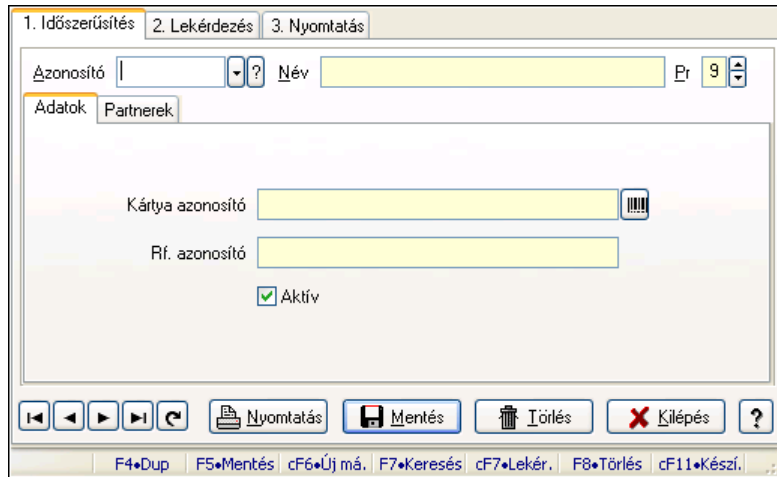 1. Időszerűsítés 2. Lekérdezés 3. Nyomtatás
Azonosító ? Név Pr 9
Adatok Partnerek
Kártya azonosító
Rf. azonosító
Aktív
Nyomtatás Mentés Törlés Kilépés ?
F4•Dup F5•Mentés cF6•Új má. F7•Keresés cF7•Lekér. F8•Törlés cF11•Készí.